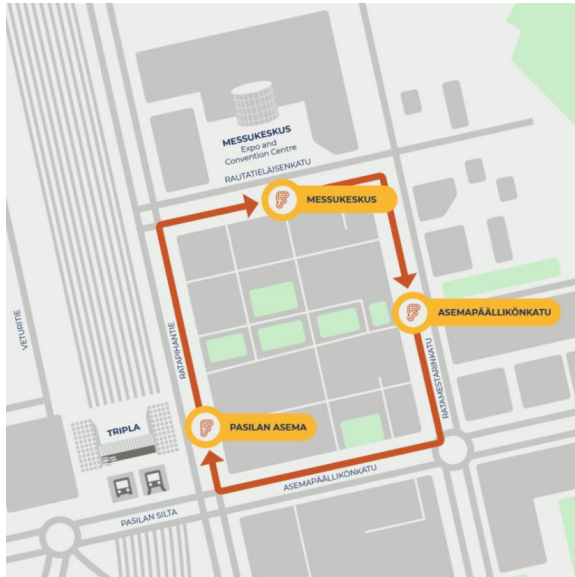 MESSUKESKUS
Expo and
Convention Centre
RAUTATIELÄISENKATU
MESSUKESKUS
ASEMAPÄÄLLIKÖNKATU
VETURITIE
RATAPIHANTIE
RATAMESTARINKATU
TRIPLA
PASILAN ASEMA
ASEMAPÄÄLLIKÖNKATU
PASILAN SILTA